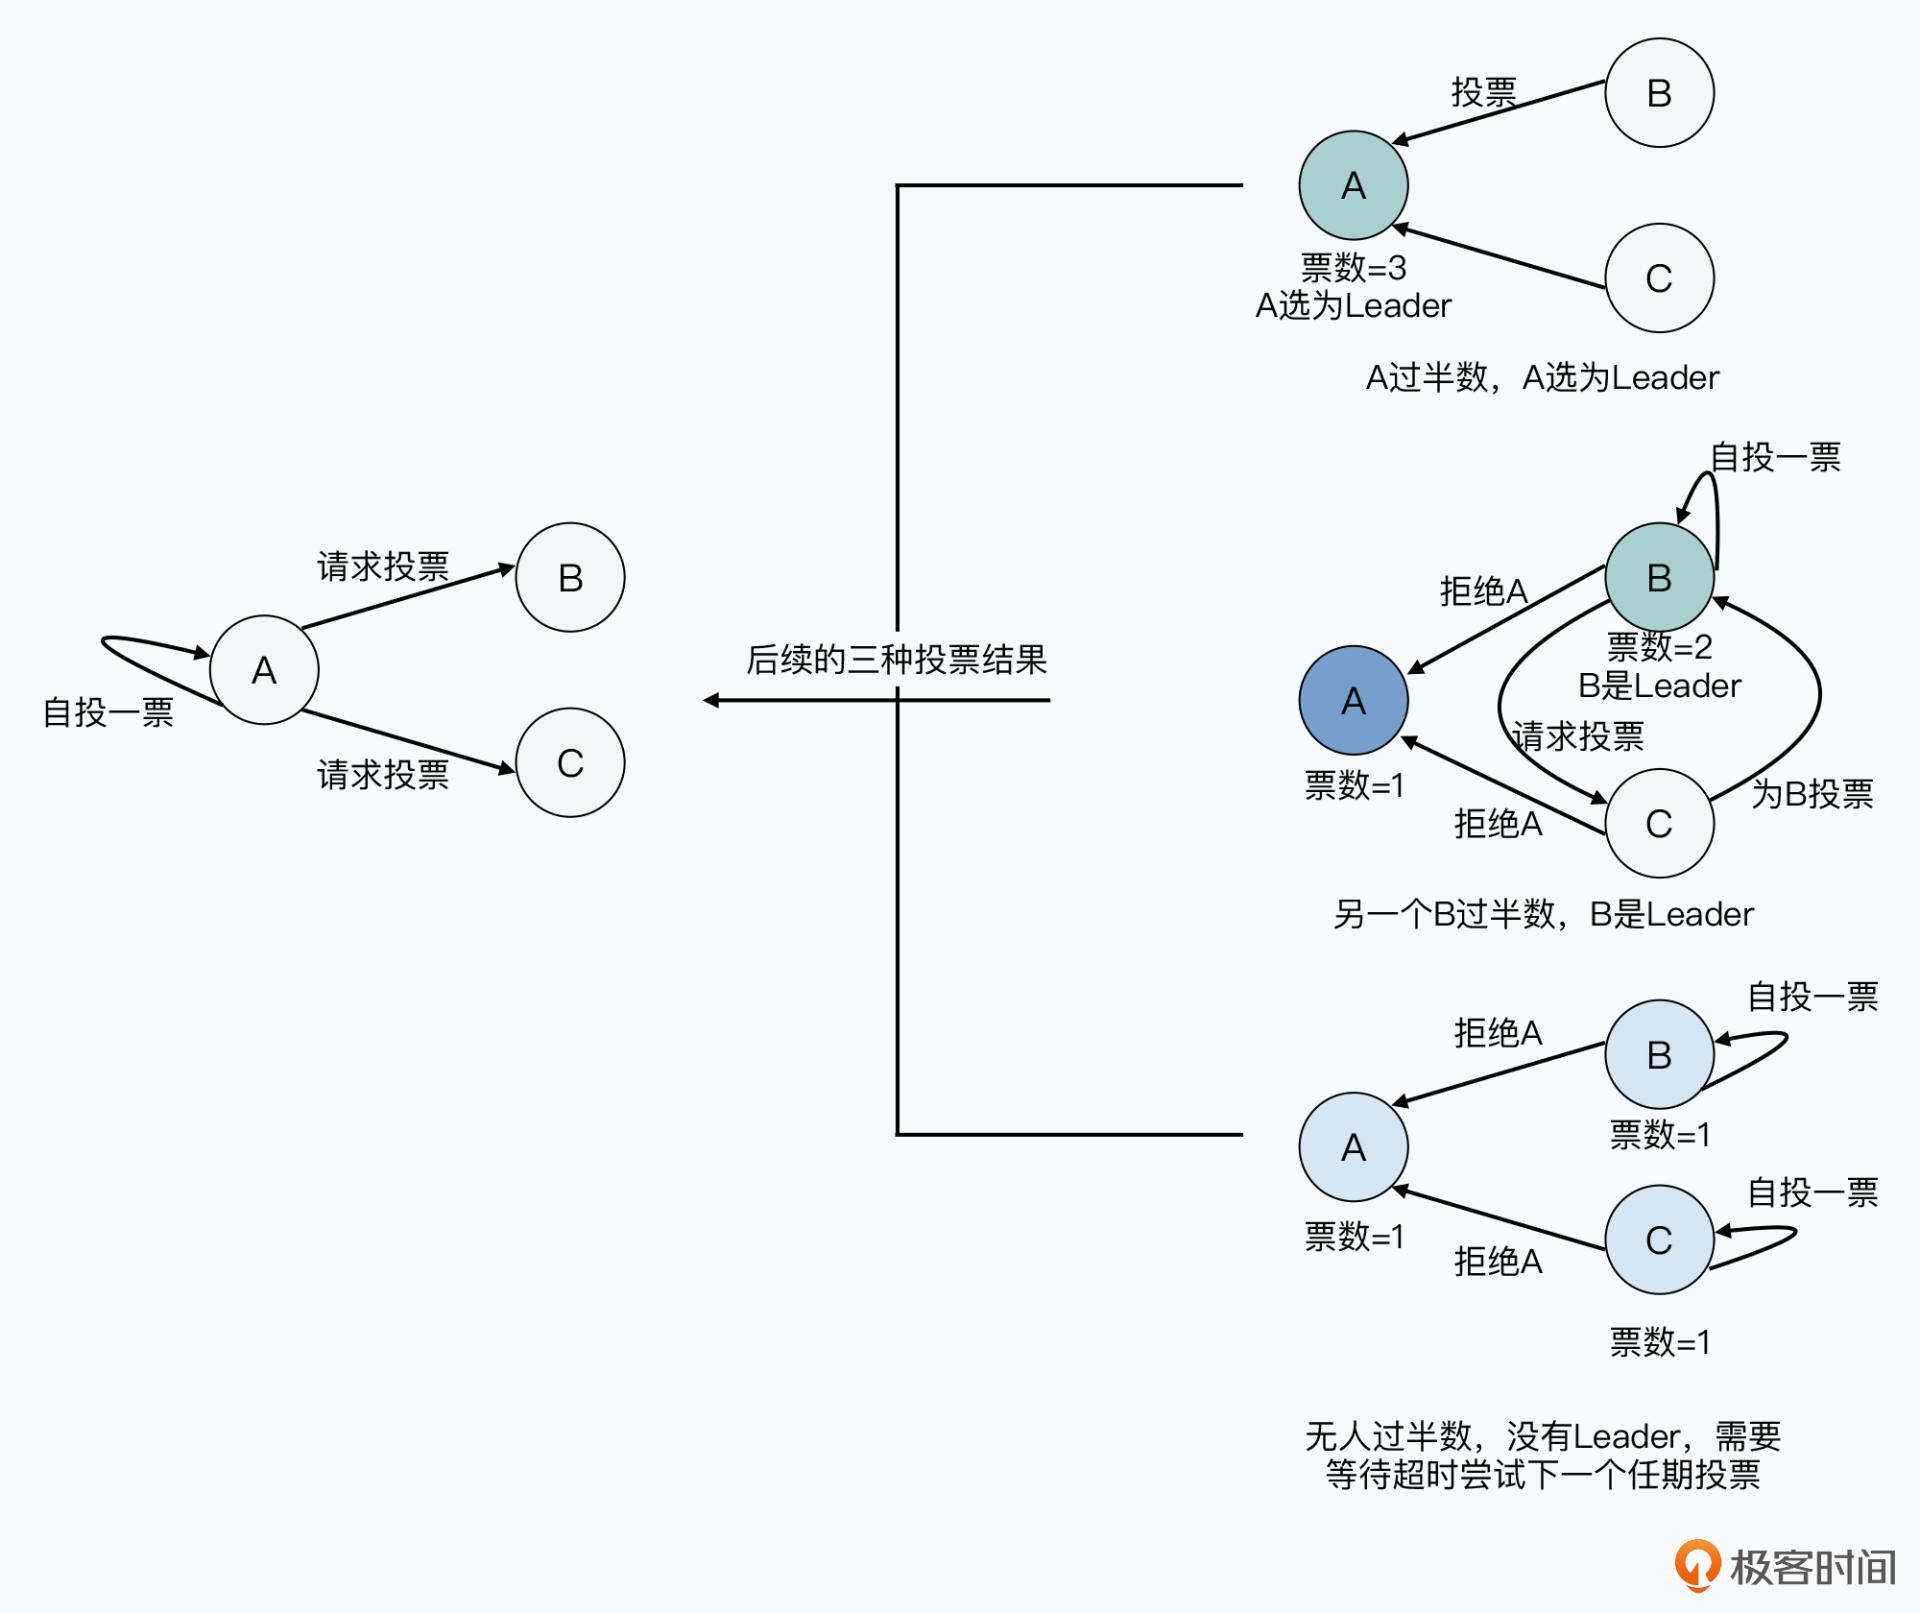 请求投票
B
A
自投一票
请求投票
C
后续的三种投票结果
投票
B
A
C
票数=3
A选为Leader
A过半数，A选为Leader
自投一票
B
拒绝A
票数=2
B是Leader
A
请求投票
票数=1
为B投票
拒绝A
C
另一个B过半数，B是Leader
自投一票
拒绝A
B
票数=1
A
自投一票
票数=1
拒绝A
C
票数=1
无人过半数，没有Leader，需要
等待超时尝试下一个任期投票
极客时间